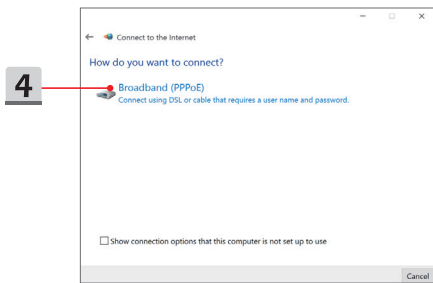 Connect to the Internet
How do you want to connect?
4
Broadband (PPPoE)
Connect using DSL or cable that requires a user name and password.
Show connection options that this computer is not set up to use
Cancel